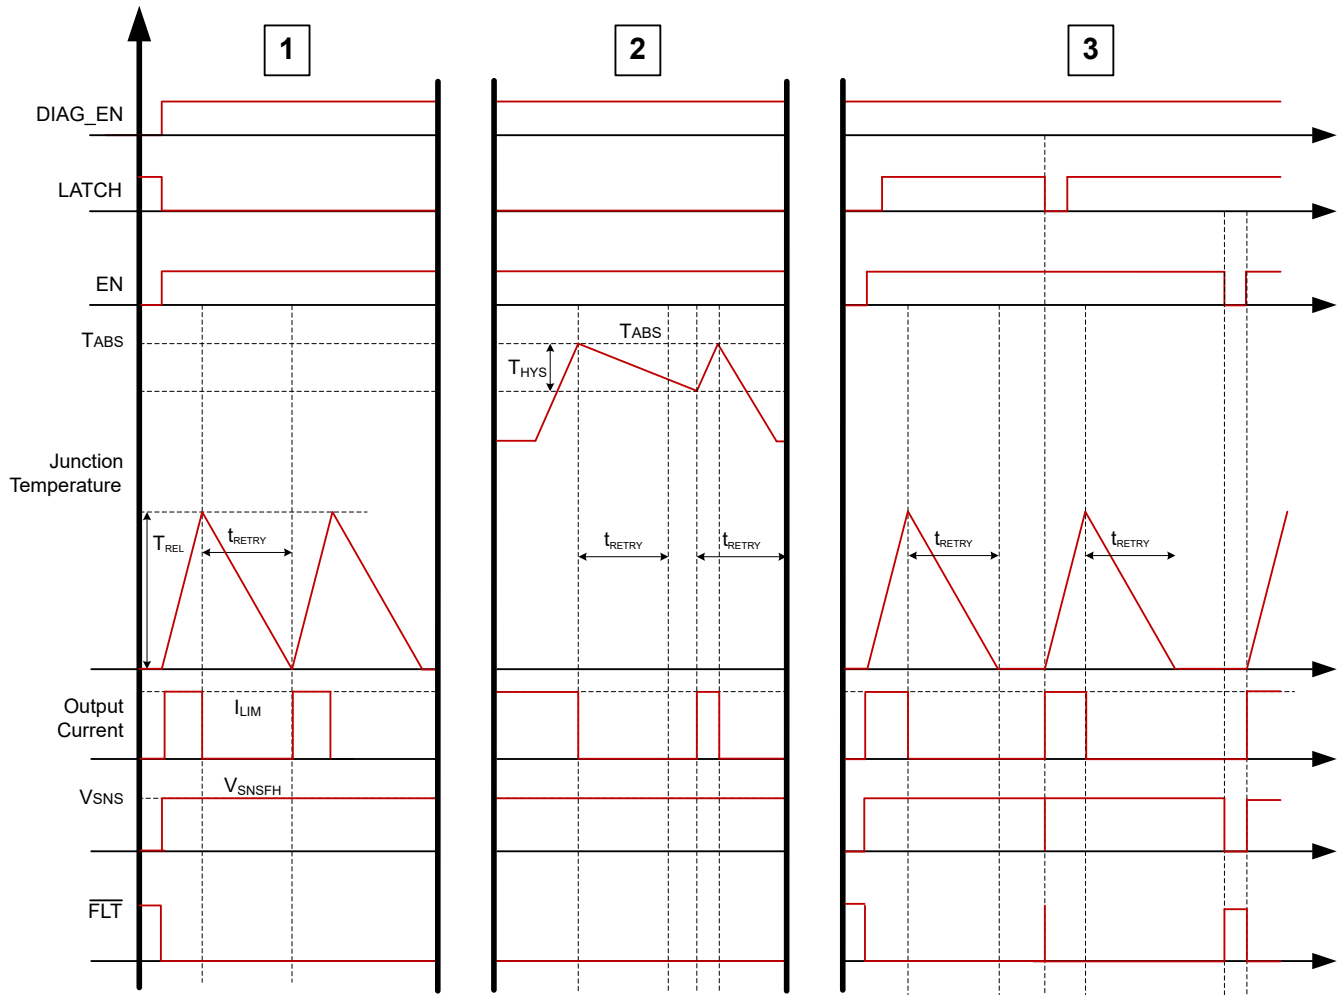 1
2
3
DIAG_EN
LATCH
EN
TABS
TABS
THYS
Junction
Temperature
TREL
tRETRY
tRETRY
tRETRY
tRETRY
tRETRY
Output
Current
ILIM
VSNS
VSNSFH
FLT